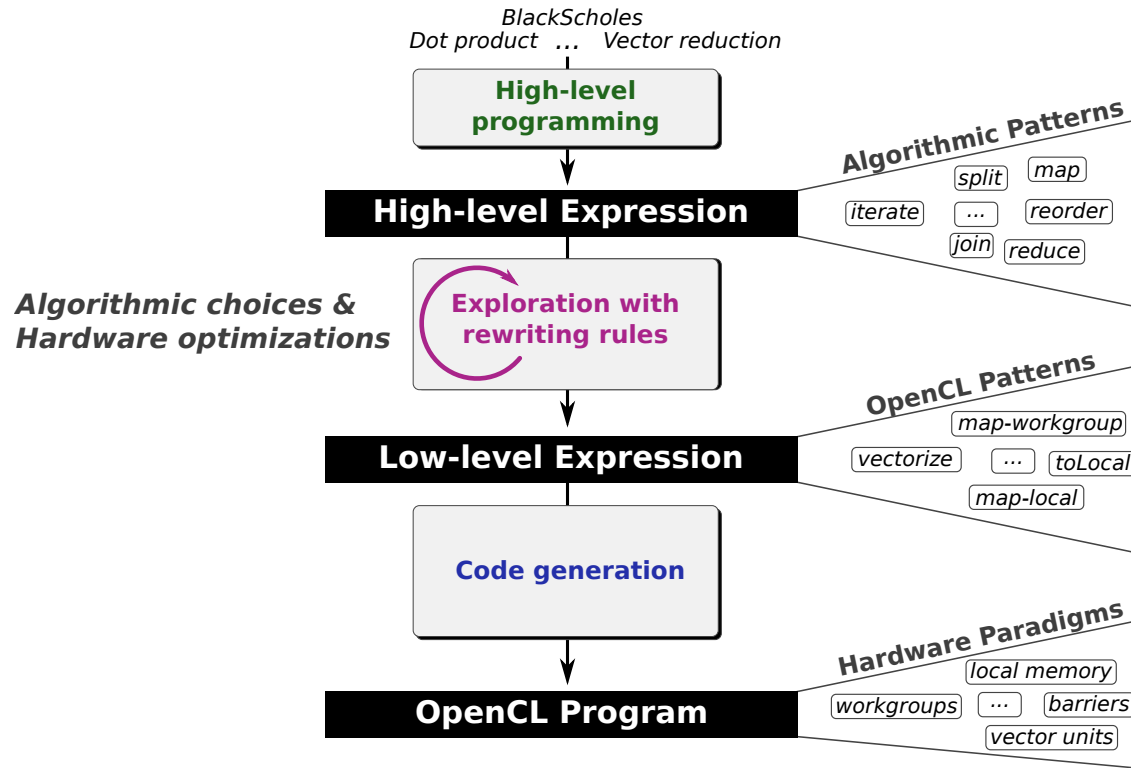 BlackScholes
Dot product ... Vector reduction
High-level
programming
Algorithmic Patterns
High-level Expression
split
map
iterate
...
reorder
join
reduce
Algorithmic choices &
Hardware optimizations
Exploration with
rewriting rules
OpenCL Patterns
Low-level Expression
map-workgroup
vectorize
...
toLocal
map-local
Code generation
Hardware Paradigms
OpenCL Program
local memory
workgroups
...
barriers
vector units